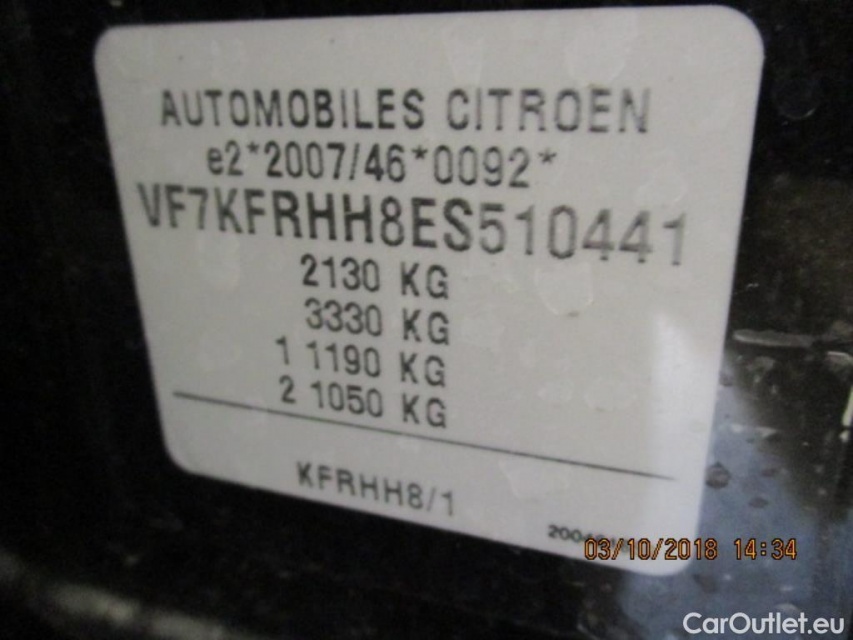 AUTOMOBILES CITROEN
e2*2007/46*0092*
VF7KFRHH8ES510441
2130 KG
3330 KG
1 1190 KG
2 1050 KG
KFRHH8/1
03/10/2018 14:34
CarOutlet.eu